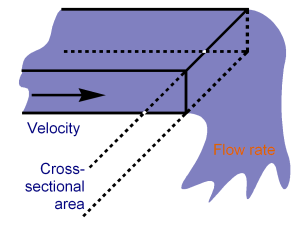 Velocity
Flow rate
Cross-
sectional
area